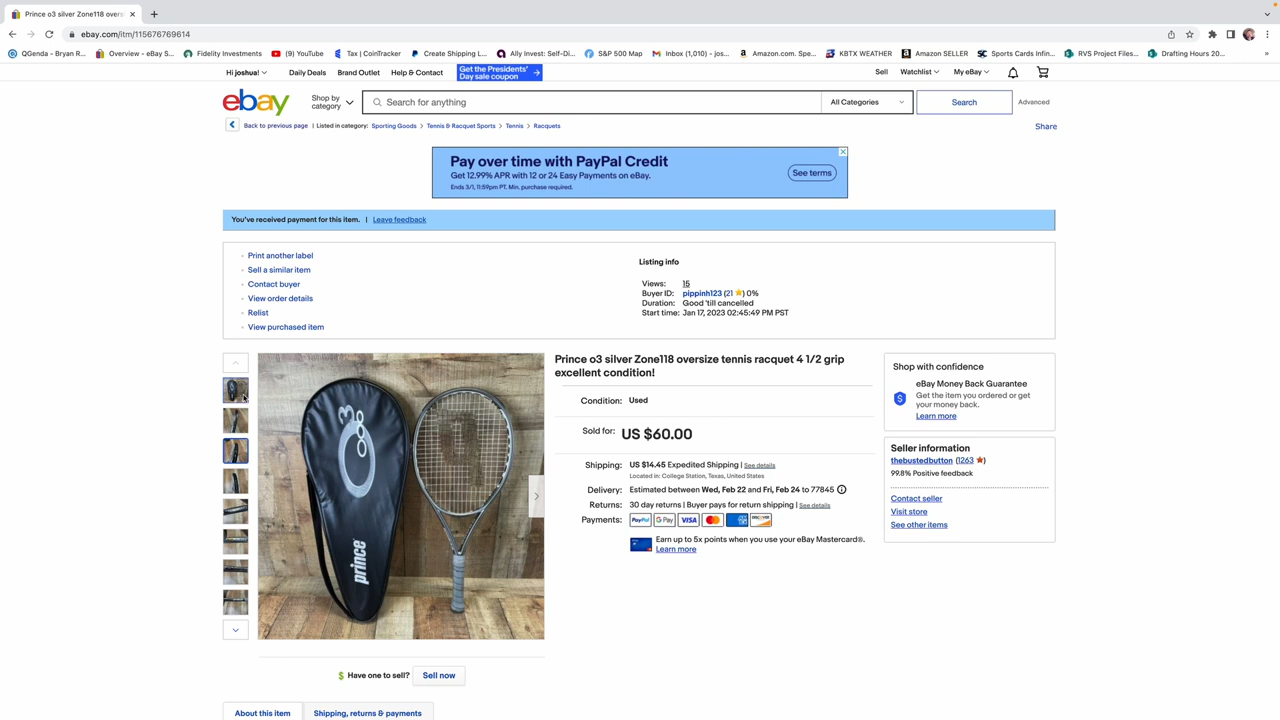 Prince o3 silver Zone118 overs
ebay.com/itm/115676769614
QGenda - Bryan R...
Overview - eBay S...
Fidelity Investments
(9) YouTube
Tax | CoinTracker
Create Shipping L...
Ally Invest: Self-Di...
S&P 500 Map
Inbox (1,010) - jos...
Amazon.com. Spe...
KBTX WEATHER
Amazon SELLER
Sports Cards Infin...
RVS Project Files...
Drafting Hours 20...
Hi joshua!
Daily Deals
Brand Outlet
Help & Contact
Get the Presidents'
Day sale coupon
Sell
Watchlist
My eBay
ebay
Shop by
category
Search for anything
All Categories
Search
Advanced
Back to previous page | Listed in category: Sporting Goods > Tennis & Racquet Sports > Tennis > Racquets
Share
Pay over time with PayPal Credit
Get 12.99% APR with 12 or 24 Easy Payments on eBay.
Ends 3/1, 11:59pm PT. Min. purchase required.
See terms
You've received payment for this item. | Leave feedback
Print another label
Sell a similar item
Contact buyer
View order details
Relist
View purchased item
Listing info
Views: 15
Buyer ID: pippinh123 (21 ) 0%
Duration: Good 'till cancelled
Start time: Jan 17, 2023 02:45:49 PM PST
O3
prince
Prince o3 silver Zone118 oversize tennis racquet 4 1/2 grip
excellent condition!
Condition: Used
Sold for: US $60.00
Shipping: US $14.45 Expedited Shipping | See details
Located in: College Station, Texas, United States
Delivery: Estimated between Wed, Feb 22 and Fri, Feb 24 to 77845
Returns: 30 day returns | Buyer pays for return shipping | See details
Payments: PayPal G Pay VISA DISCOVER
Earn up to 5x points when you use your eBay Mastercard®.
Learn more
Shop with confidence
eBay Money Back Guarantee
Get the item you ordered or get
your money back.
Learn more
Seller information
thebustedbutton (1263 )
99.8% Positive feedback
Contact seller
Visit store
See other items
Have one to sell? Sell now
About this item
Shipping, returns & payments